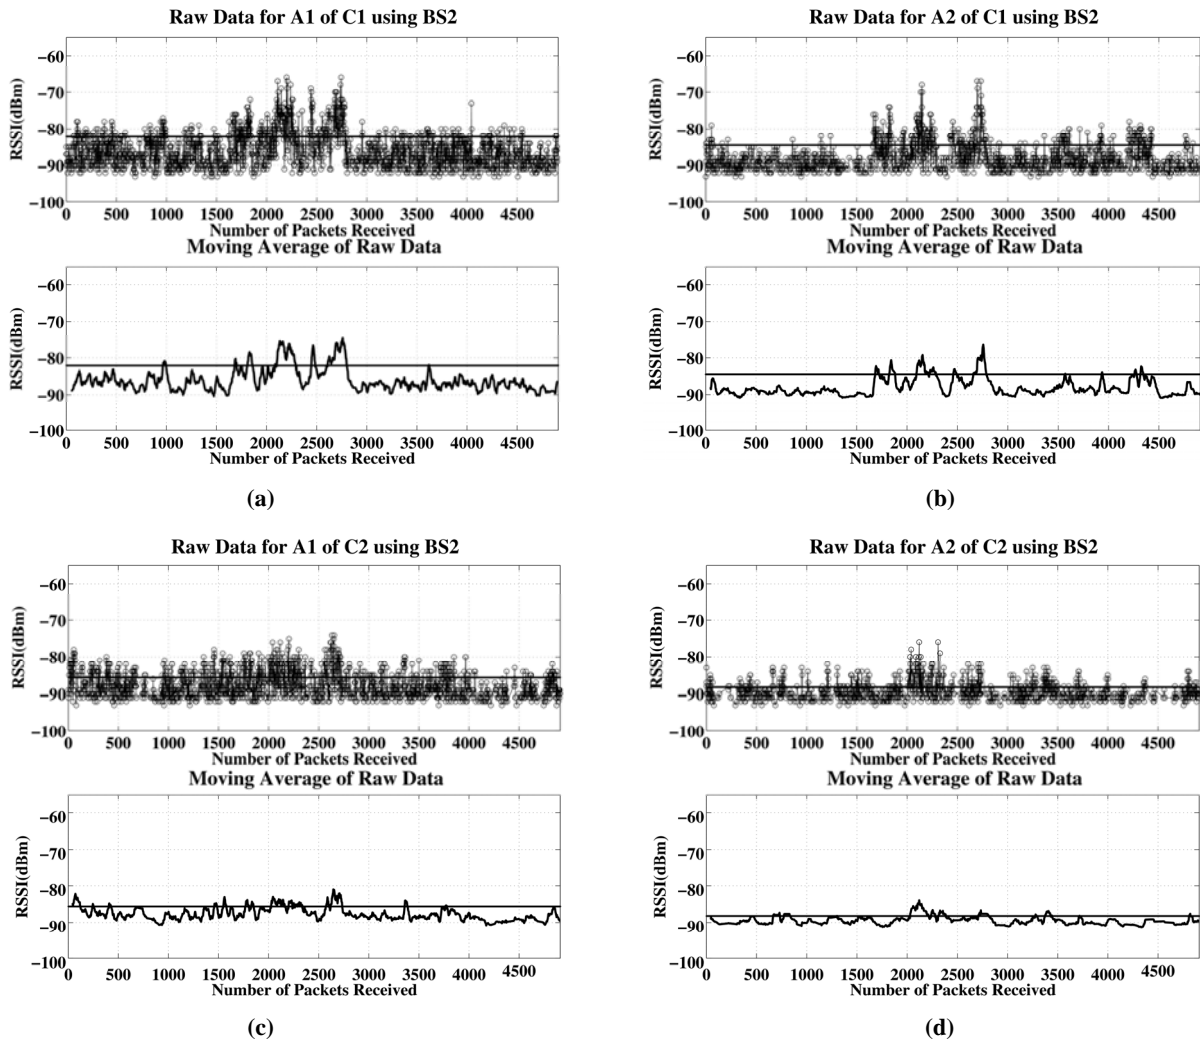 Raw Data for A1 of C1 using BS2
RSSI(dBm)
−60
−70
−80
−90
−100
0 500 1000 1500 2000 2500 3000 3500 4000 4500
Number of Packets Received
Moving Average of Raw Data
RSSI(dBm)
−60
−70
−80
−90
−100
0 500 1000 1500 2000 2500 3000 3500 4000 4500
Number of Packets Received
(a)
Raw Data for A2 of C1 using BS2
RSSI(dBm)
−60
−70
−80
−90
−100
0 500 1000 1500 2000 2500 3000 3500 4000 4500
Number of Packets Received
Moving Average of Raw Data
RSSI(dBm)
−60
−70
−80
−90
−100
0 500 1000 1500 2000 2500 3000 3500 4000 4500
Number of Packets Received
(b)
Raw Data for A1 of C2 using BS2
RSSI(dBm)
−60
−70
−80
−90
−100
0 500 1000 1500 2000 2500 3000 3500 4000 4500
Number of Packets Received
Moving Average of Raw Data
RSSI(dBm)
−60
−70
−80
−90
−100
0 500 1000 1500 2000 2500 3000 3500 4000 4500
Number of Packets Received
(c)
Raw Data for A2 of C2 using BS2
RSSI(dBm)
−60
−70
−80
−90
−100
0 500 1000 1500 2000 2500 3000 3500 4000 4500
Number of Packets Received
Moving Average of Raw Data
RSSI(dBm)
−60
−70
−80
−90
−100
0 500 1000 1500 2000 2500 3000 3500 4000 4500
Number of Packets Received
(d)